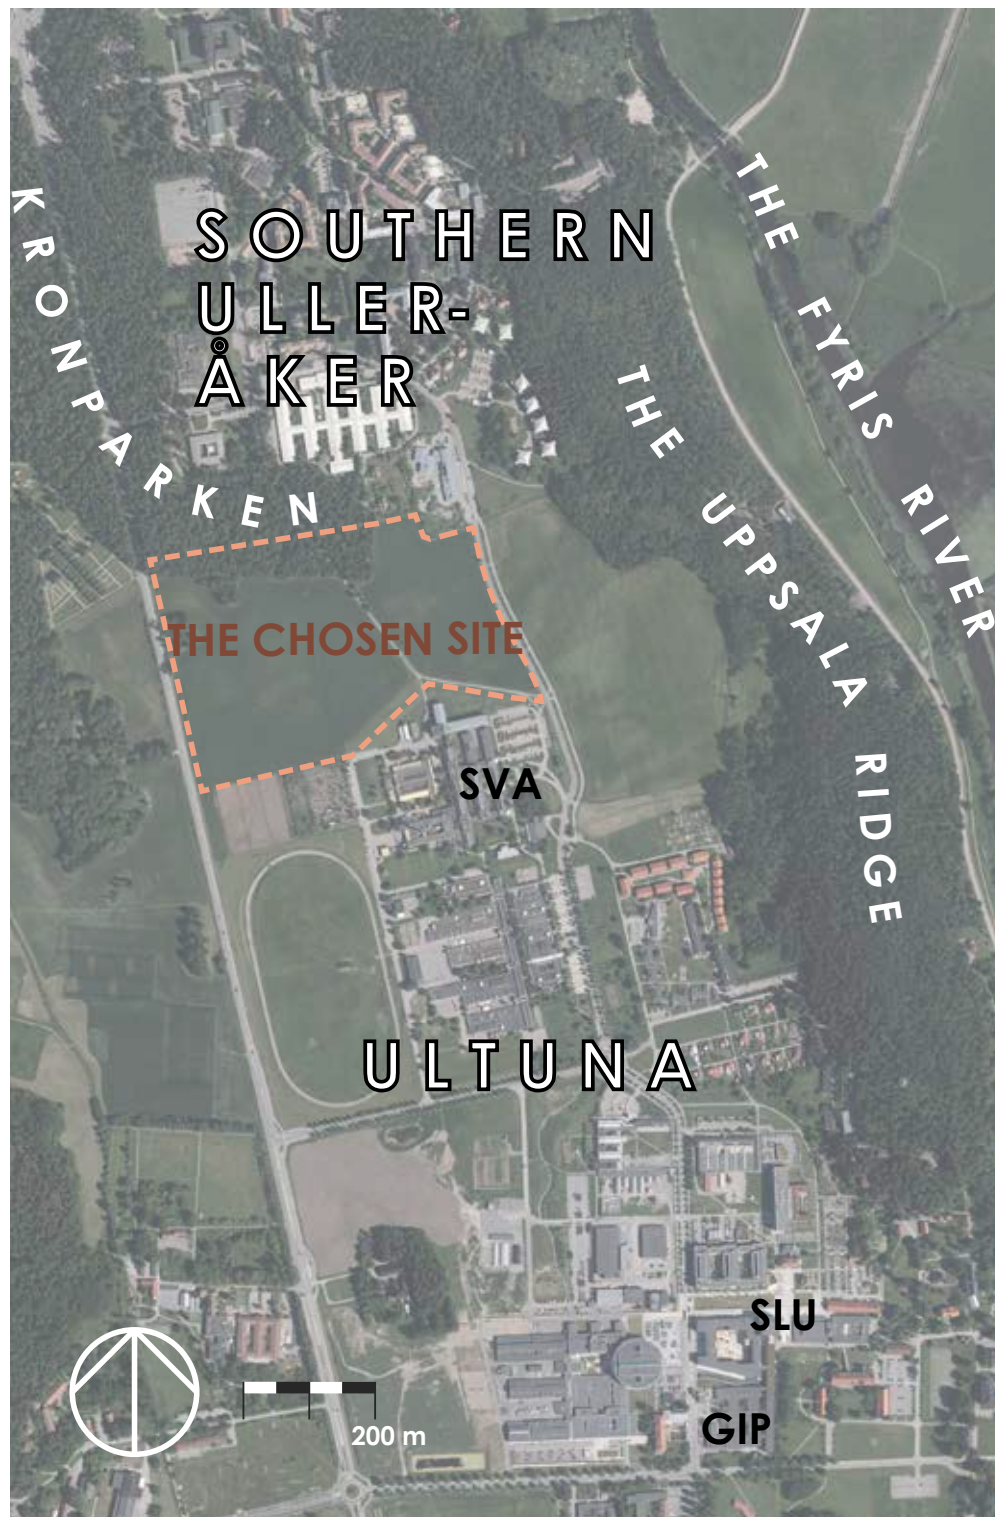 SOUTHERN
ULLER-
ÅKER
KRONPARKEN
THE FYRIS RIVER
THE UPPSALA RIDGE
THE CHOSEN SITE
SVA
ULTUNA
SLU
GIP
200 m